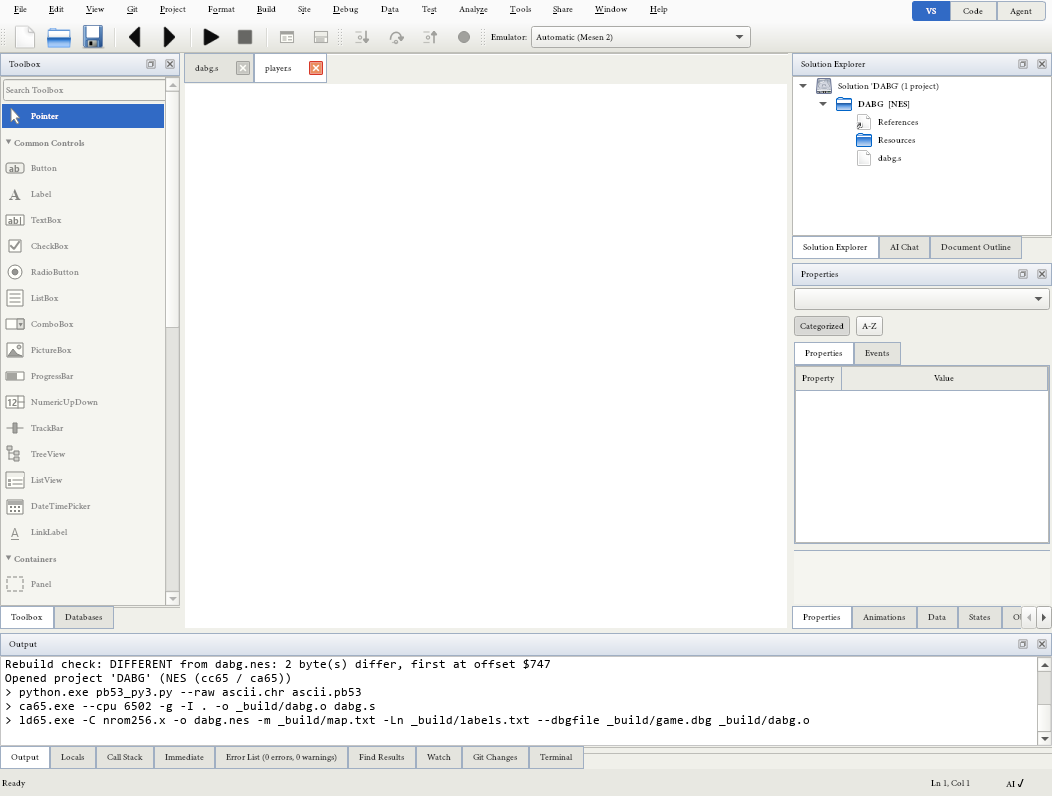 File Edit View Git Project Format Build Site Debug Data Test Analyze Tools Share Window Help
VS Code Agent
Emulator: Automatic (Mesen 2)
Toolbox
Search Toolbox
Pointer
Common Controls
Button
Label
TextBox
CheckBox
RadioButton
ListBox
ComboBox
PictureBox
ProgressBar
NumericUpDown
TrackBar
TreeView
ListView
DateTimePicker
LinkLabel
Containers
Panel
Toolbox Databases
dabg.s player.s
Solution Explorer
Solution 'DABG' (1 project)
DABG [NES]
References
Resources
dabg.s
Solution Explorer AI Chat Document Outline
Properties
Categorized A-Z
Properties Events
Property Value
Properties Animations Data States
Output
Rebuild check: DIFFERENT from dabg.nes: 2 byte(s) differ, first at offset $747
Opened project 'DABG' (NES (cc65 / ca65))
> python.exe pb53_py3.py --raw ascii.chr ascii.pb53
> ca65.exe --cpu 6502 -g -I . -o _build/dabg.o dabg.s
> ld65.exe -C nrom256.x -o dabg.nes -m _build/map.txt -Ln _build/labels.txt --dbgfile _build/game.dbg _build/dabg.o
Output Locals Call Stack Immediate Error List (0 errors, 0 warnings) Find Results Watch Git Changes Terminal
Ready Ln 1, Col 1 AI ✓